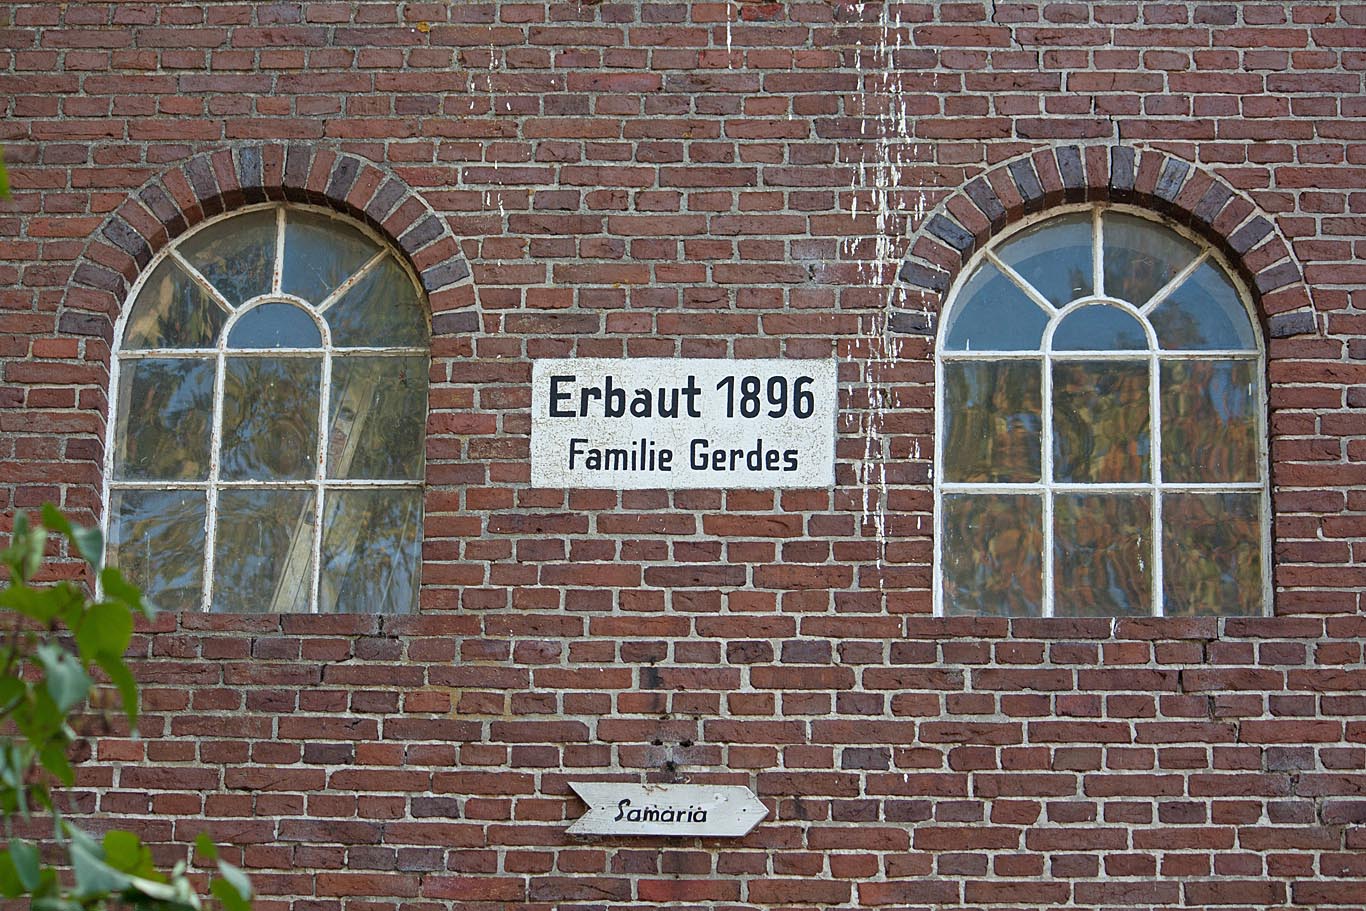 Erbaut 1896
Familie Gerdes
Samaria